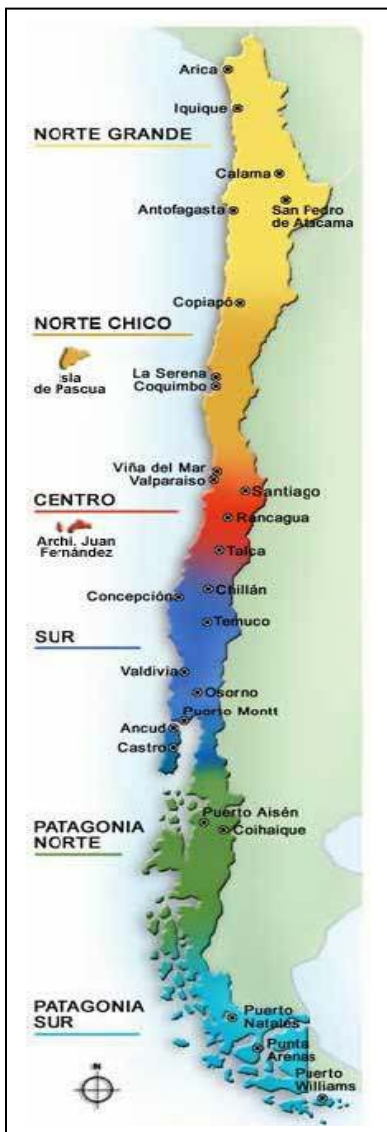 Arica
Iquique
NORTE GRANDE
Calama
San Pedro
de Atacama
Antofagasta
Copiapó
NORTE CHICO
Isla
de Pascua
La Serena
Coquimbo
Viña del Mar
Valparaiso
Santiago
CENTRO
Rancagua
Archi. Juan
Fernández
Talca
Chillán
Concepción
Temuco
SUR
Valdivia
Osorno
Puerto Montt
Ancud
Castro
Puerto Aisén
Coihaique
PATAGONIA
NORTE
PATAGONIA
SUR
Puerto
Natales
Punta
Arenas
Puerto
Williams
N